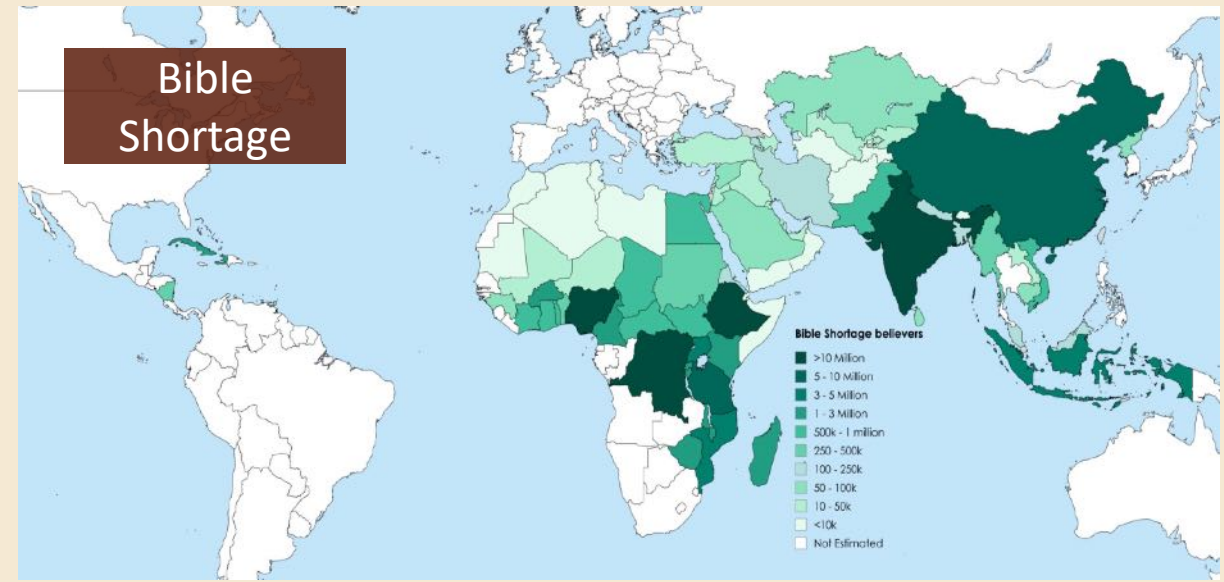 Bible
Shortage
Bible Shortage believers
>10 Million
5 - 10 Million
3 - 5 Million
1 - 3 Million
500k - 1 million
250 - 500k
100 - 250k
50 - 100k
10 - 50k
<10k
Not Estimated